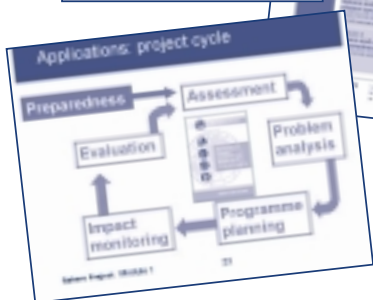 Applications: project cycle
Preparedness
Assessment
Problem
analysis
Programme
planning
Impact
monitoring
Evaluation